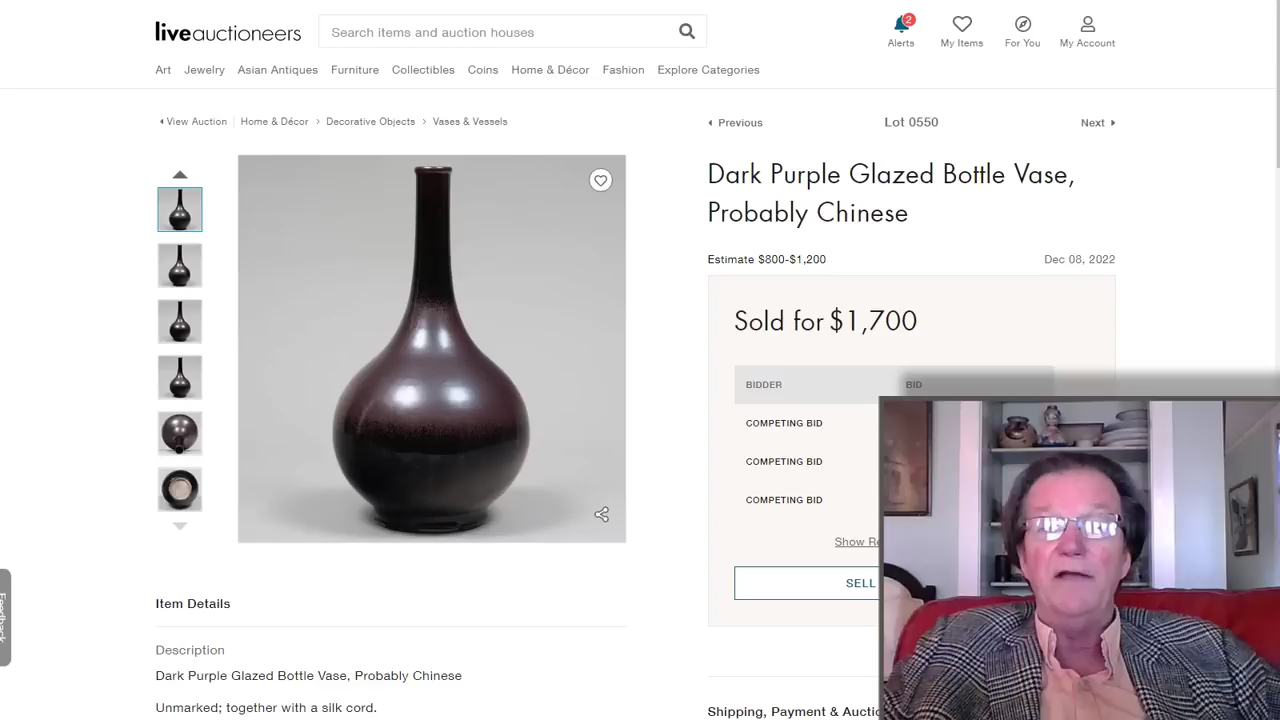 liveauctioneers
Search items and auction houses
2
Alerts
My Items
For You
My Account
Art Jewelry Asian Antiques Furniture Collectibles Coins Home & Décor Fashion Explore Categories
View Auction Home & Décor Decorative Objects Vases & Vessels
Previous Lot 0550 Next
Dark Purple Glazed Bottle Vase,
Probably Chinese
Estimate $800-$1,200 Dec 08, 2022
Sold for $1,700
BIDDER BID
COMPETING BID
COMPETING BID
COMPETING BID
Show Re
SELL
Feedback
Item Details
Description
Dark Purple Glazed Bottle Vase, Probably Chinese
Unmarked; together with a silk cord.
Shipping, Payment & Auctio